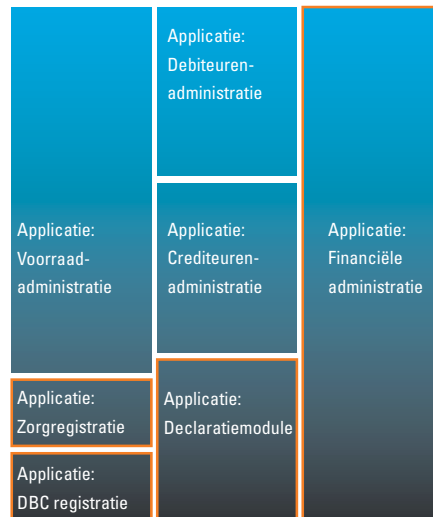 Applicatie:
Voorraad-
administratie
Applicatie:
Zorgregistratie
Applicatie:
DBC registratie
Applicatie:
Debiteuren-
administratie
Applicatie:
Crediteuren-
administratie
Applicatie:
Declaratiemodule
Applicatie:
Financiële
administratie